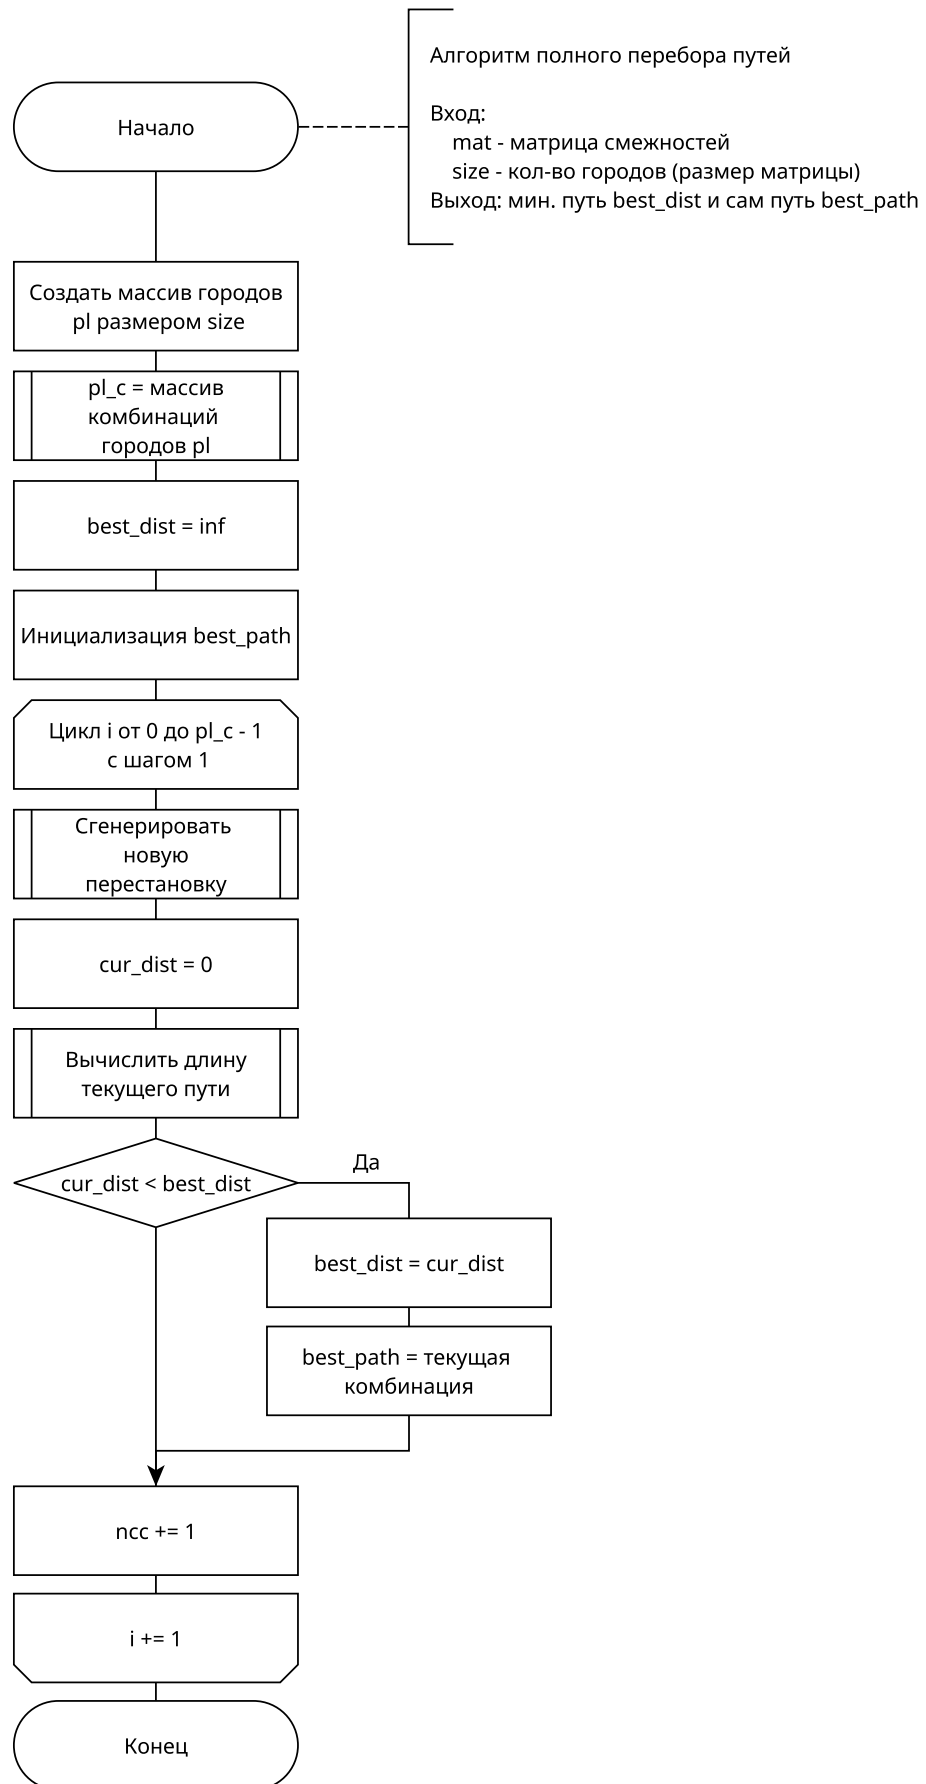 Алгоритм полного перебора путей
Вход:
mat - матрица смежностей
size - кол-во городов (размер матрицы)
Выход: мин. путь best_dist и сам путь best_path
Начало
Создать массив городов
pl размером size
pl_c = массив
комбинаций
городов pl
best_dist = inf
Инициализация best_path
Цикл i от 0 до pl_c - 1
с шагом 1
Сгенерировать
новую
перестановку
cur_dist = 0
Вычислить длину
текущего пути
cur_dist < best_dist
Да
best_dist = cur_dist
best_path = текущая
комбинация
ncc += 1
i += 1
Конец